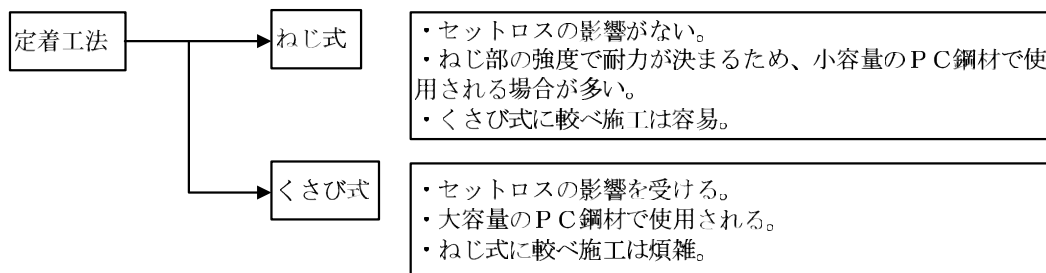 定着工法
ねじ式
・セットロスの影響がない。
・ねじ部の強度で耐力が決まるため、小容量のＰＣ鋼材で使
用される場合が多い。
・くさび式に較べ施工は容易。
くさび式
・セットロスの影響を受ける。
・大容量のＰＣ鋼材で使用される。
・ねじ式に較べ施工は煩雑。